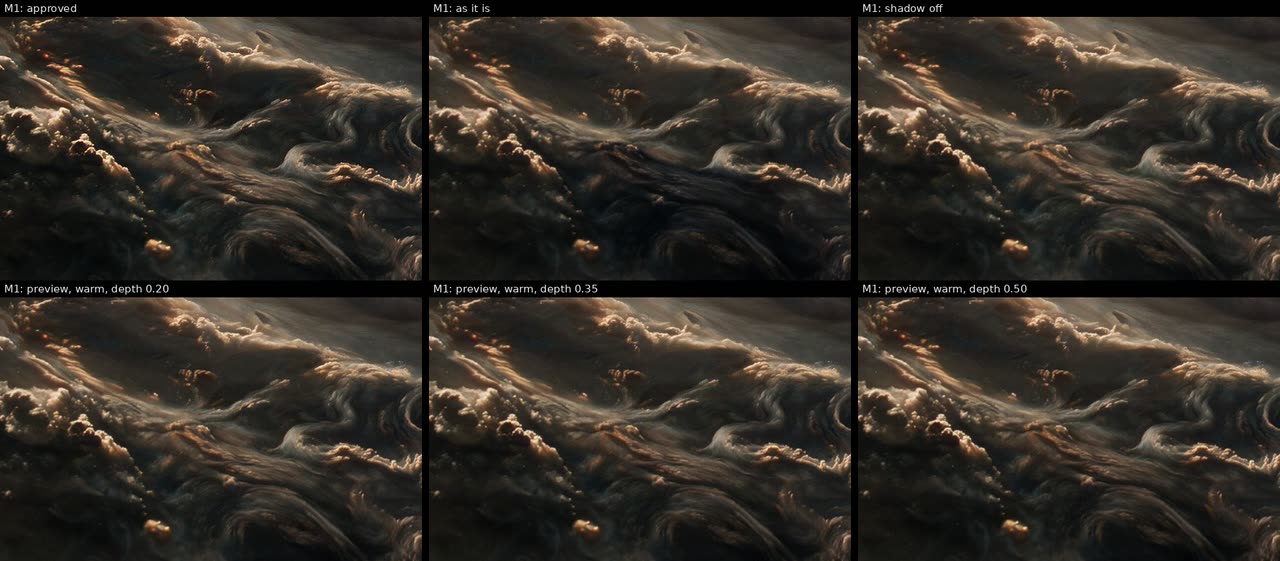 M1: approved
M1: as it is
M1: shadow off
M1: preview, warm, depth 0.20
M1: preview, warm, depth 0.35
M1: preview, warm, depth 0.50